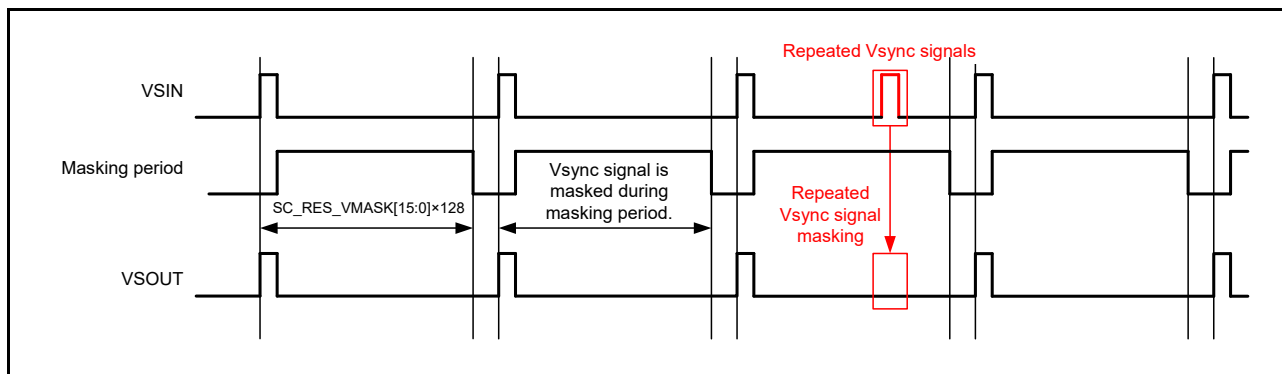 Repeated Vsync signals
VSIN
Masking period
Vsync signal is
masked during
masking period.
SC_RES_VMASK[15:0]×128
Repeated
Vsync signal
masking
VSOUT